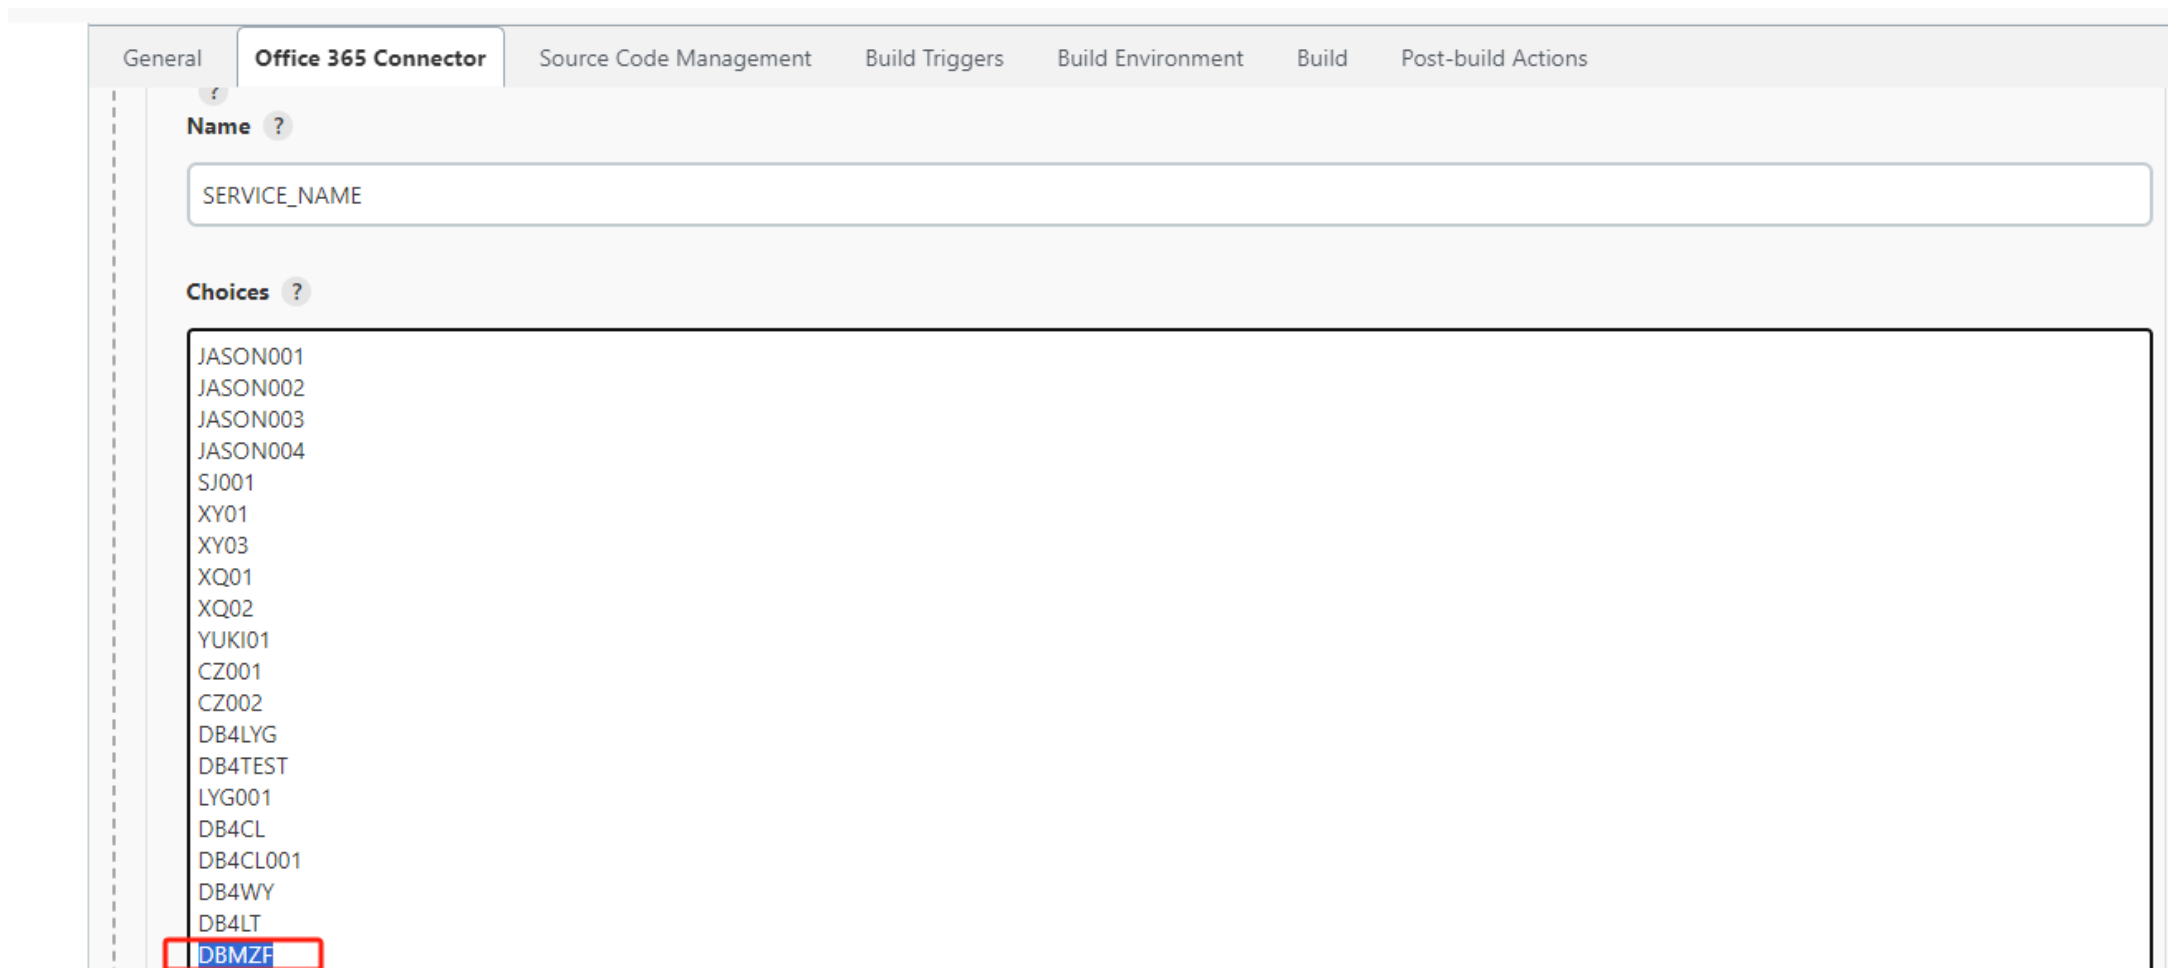 General Office 365 Connector Source Code Management Build Triggers Build Environment Build Post-build Actions
?
Name ?
SERVICE_NAME
Choices ?
JASON001
JASON002
JASON003
JASON004
SJ001
XY01
XY03
XQ01
XQ02
YUKI01
CZ001
CZ002
DB4LYG
DB4TEST
LYG001
DB4CL
DB4CL001
DB4WY
DB4LT
DBMZF